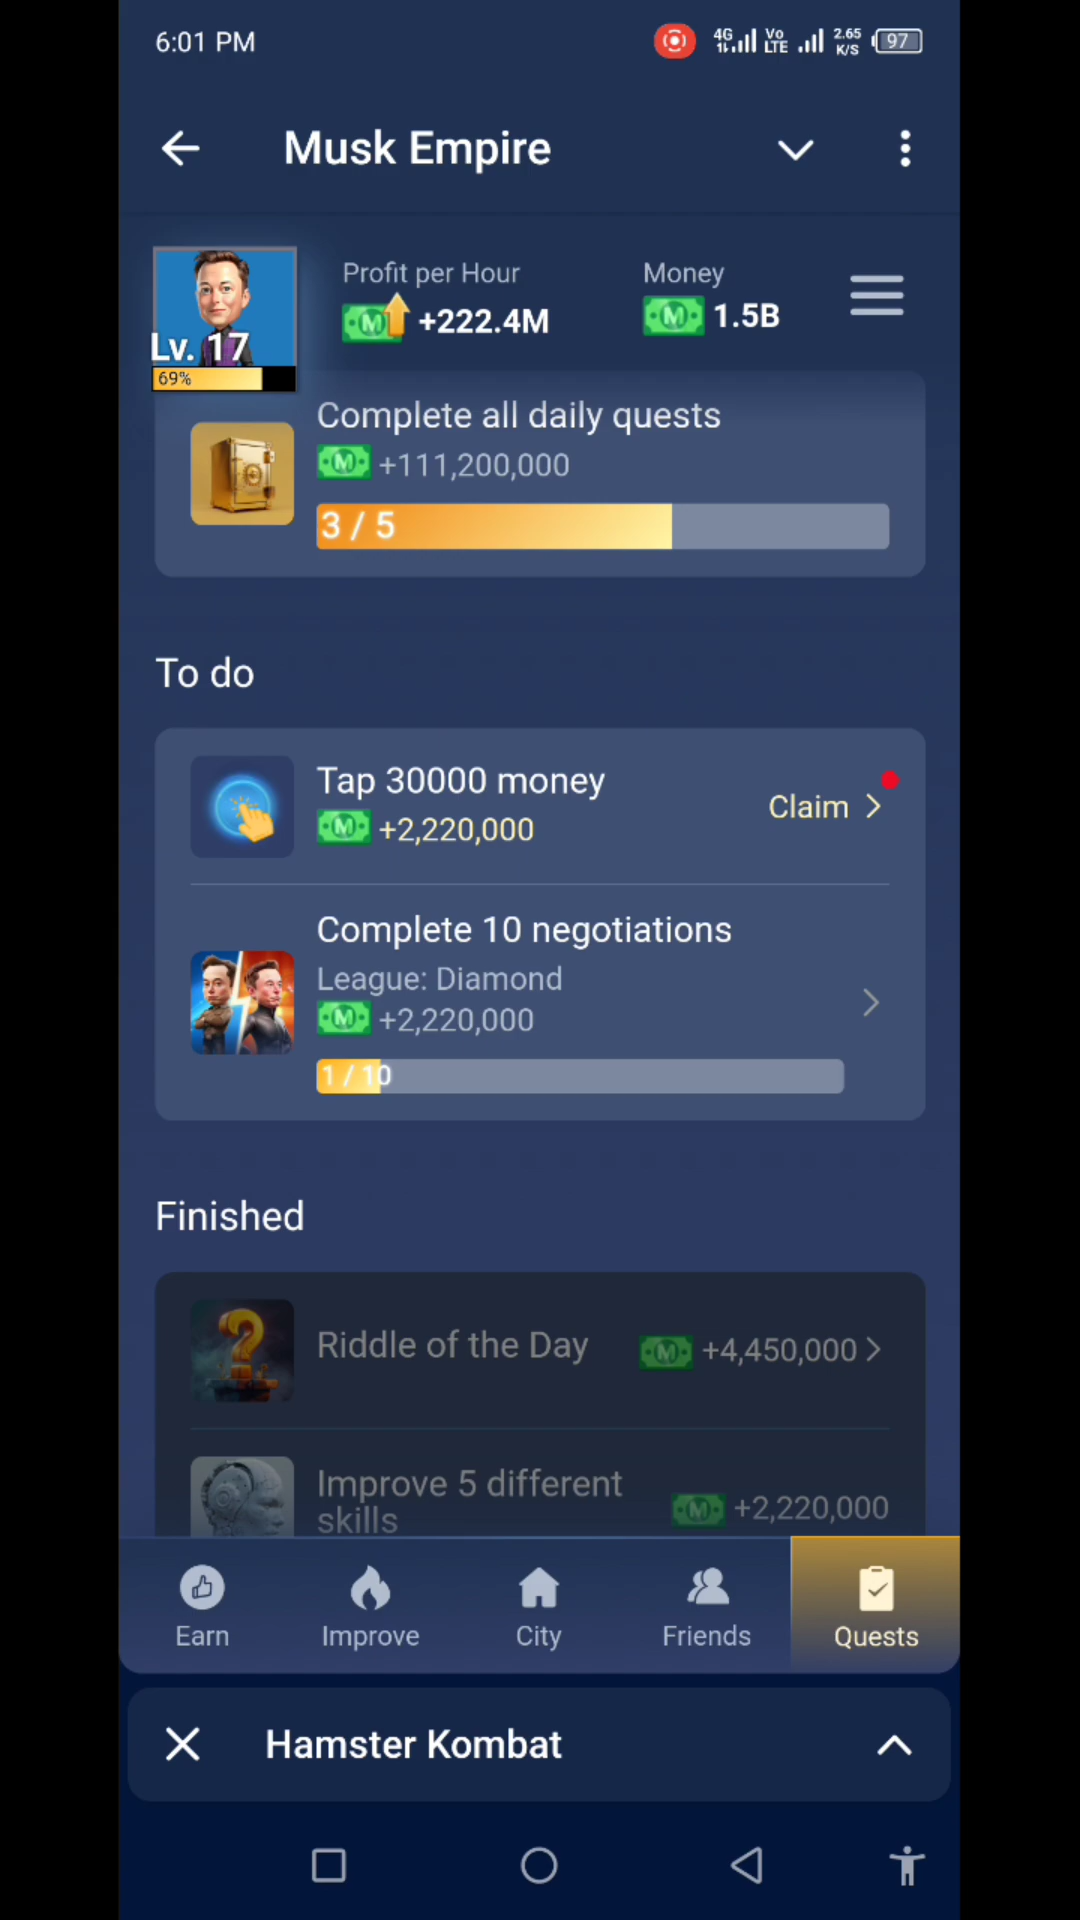 6:01 PM
4G Vo LTE 2.65 K/S 97
Musk Empire
Profit per Hour
+222.4M
Money
1.5B
Lv. 17
69%
Complete all daily quests
+111,200,000
3 / 5
To do
Tap 30000 money
+2,220,000
Claim
Complete 10 negotiations
League: Diamond
+2,220,000
1 / 10
Finished
Riddle of the Day
+4,450,000
Improve 5 different
skills
+2,220,000
Earn
Improve
City
Friends
Quests
Hamster Kombat